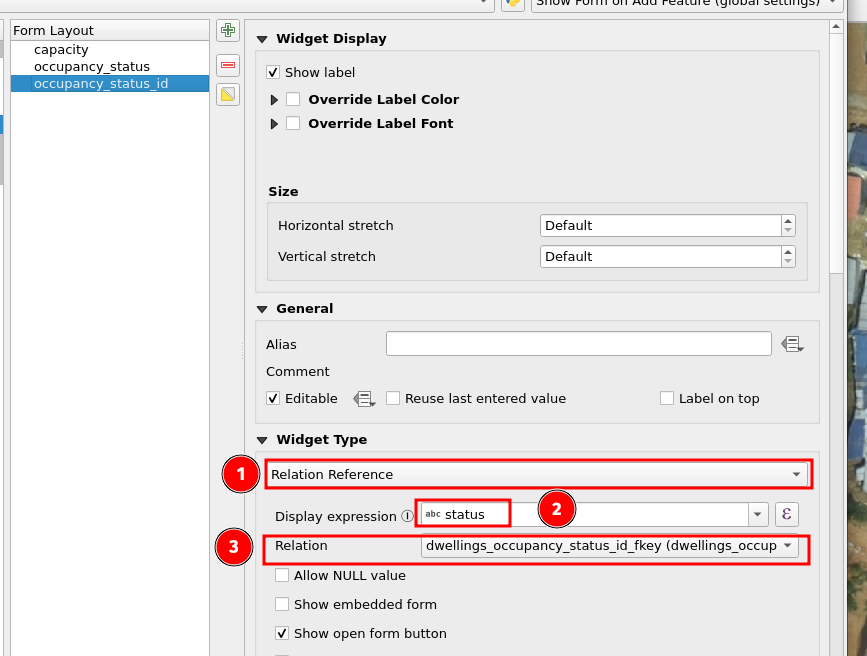 Show Form on Add Feature (global settings)
Form Layout
capacity
occupancy_status
occupancy_status_id
Widget Display
Show label
Override Label Color
Override Label Font
Size
Horizontal stretch Default
Vertical stretch Default
General
Alias
Comment
Editable Reuse last entered value Label on top
Widget Type
1 Relation Reference
Display expression abc status 2 ε
3 Relation dwellings_occupancy_status_id_fkey (dwellings_occup
Allow NULL value
Show embedded form
Show open form button